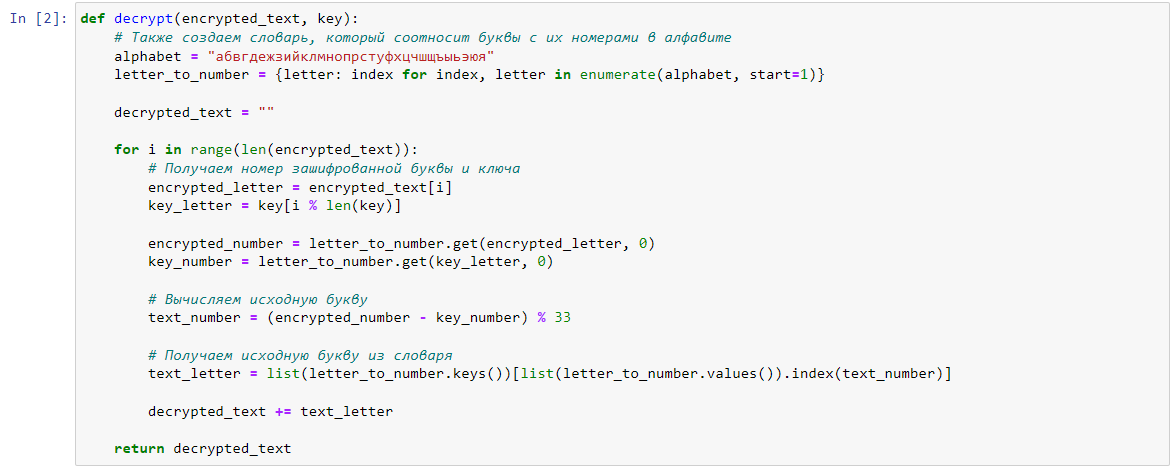 In [2]:
def decrypt(encrypted_text, key):
    # Также создаем словарь, который соотносит буквы с их номерами в алфавите
    alphabet = "абвгдежзийклмнопрстуфхцчшщъыьэюя"
    letter_to_number = {letter: index for index, letter in enumerate(alphabet, start=1)}

    decrypted_text = ""

    for i in range(len(encrypted_text)):
        # Получаем номер зашифрованной буквы и ключа
        encrypted_letter = encrypted_text[i]
        key_letter = key[i % len(key)]

        encrypted_number = letter_to_number.get(encrypted_letter, 0)
        key_number = letter_to_number.get(key_letter, 0)

        # Вычисляем исходную букву
        text_number = (encrypted_number - key_number) % 33

        # Получаем исходную букву из словаря
        text_letter = list(letter_to_number.keys())[list(letter_to_number.values()).index(text_number)]

        decrypted_text += text_letter

    return decrypted_text